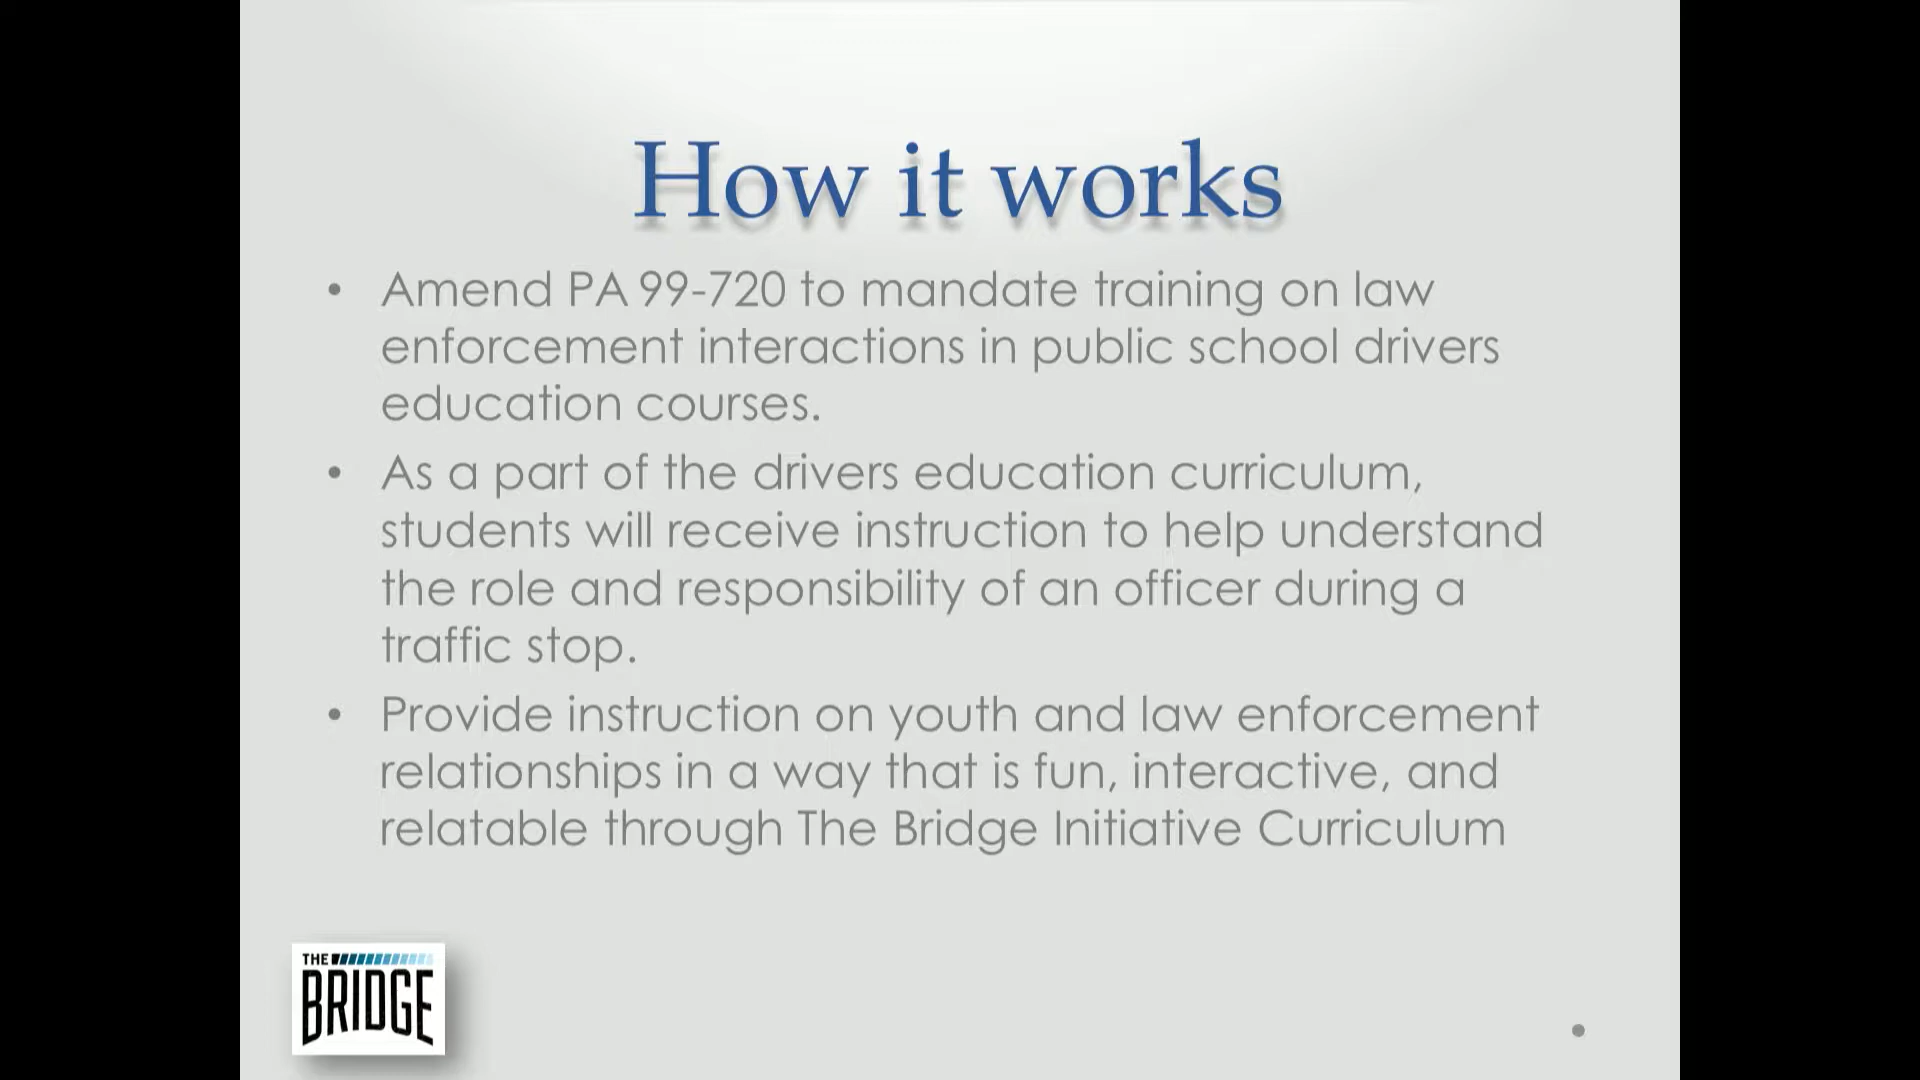 How it works
• Amend PA 99-720 to mandate training on law
enforcement interactions in public school drivers
education courses.
• As a part of the drivers education curriculum,
students will receive instruction to help understand
the role and responsibility of an officer during a
traffic stop.
• Provide instruction on youth and law enforcement
relationships in a way that is fun, interactive, and
relatable through The Bridge Initiative Curriculum
THE
BRIDGE